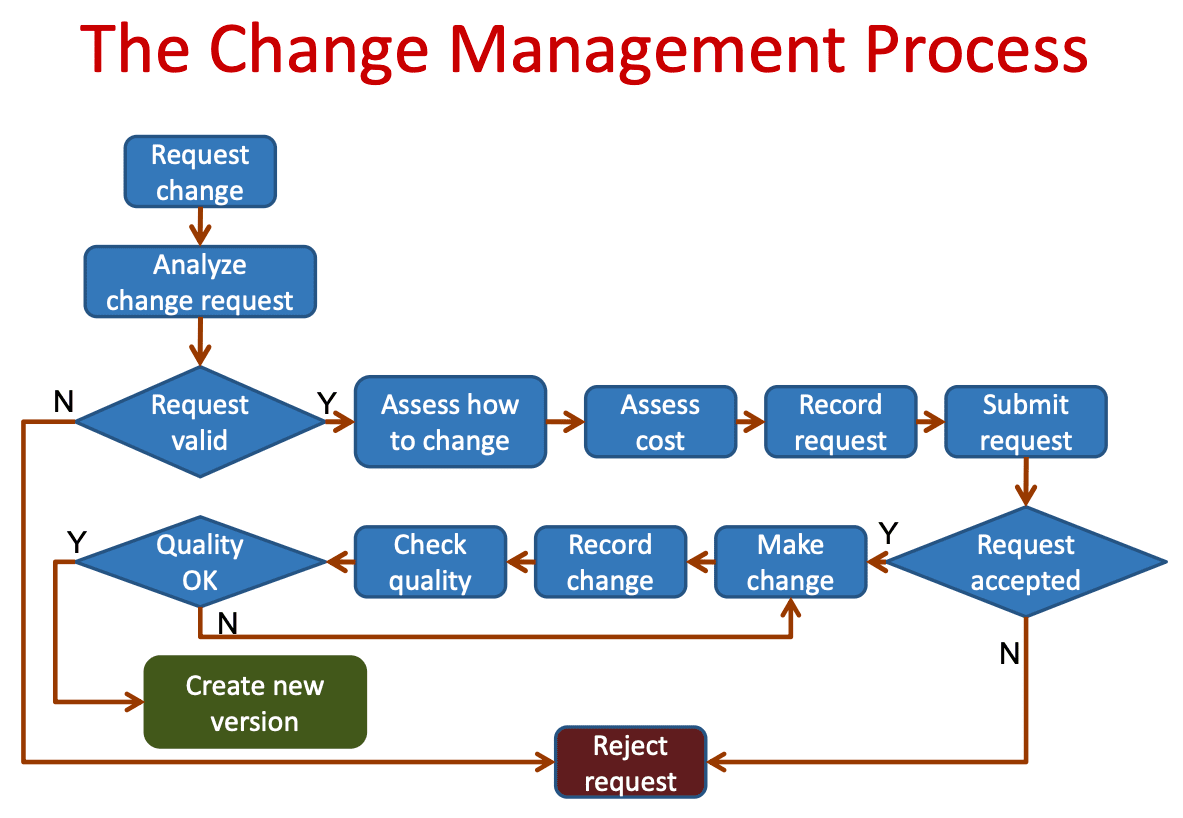 The Change Management Process
Request
change
Analyze
change request
N
Request
valid
Y
Assess how
to change
Assess
cost
Record
request
Submit
request
Y
Quality
OK
N
Check
quality
Record
change
Make
change
Y
Request
accepted
N
Create new
version
Reject
request